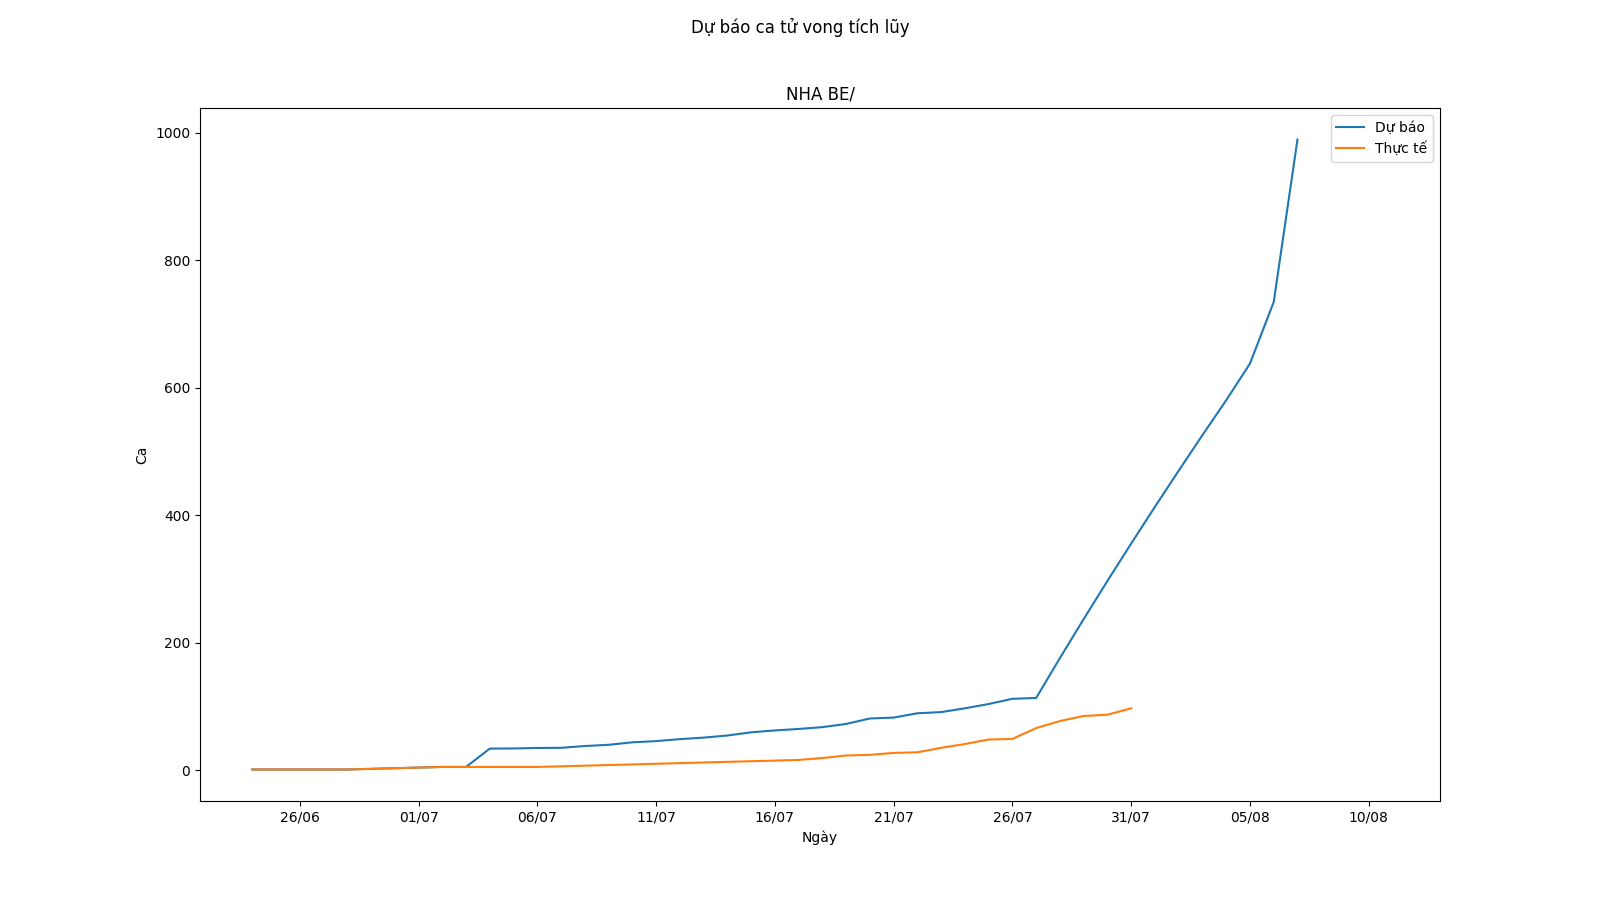 Dự báo ca tử vong tích lũy
NHA BE/
Dự báo
Thực tế
1000
800
600
400
200
0
Ca
26/06 01/07 06/07 11/07 16/07 21/07 26/07 31/07 05/08 10/08
Ngày